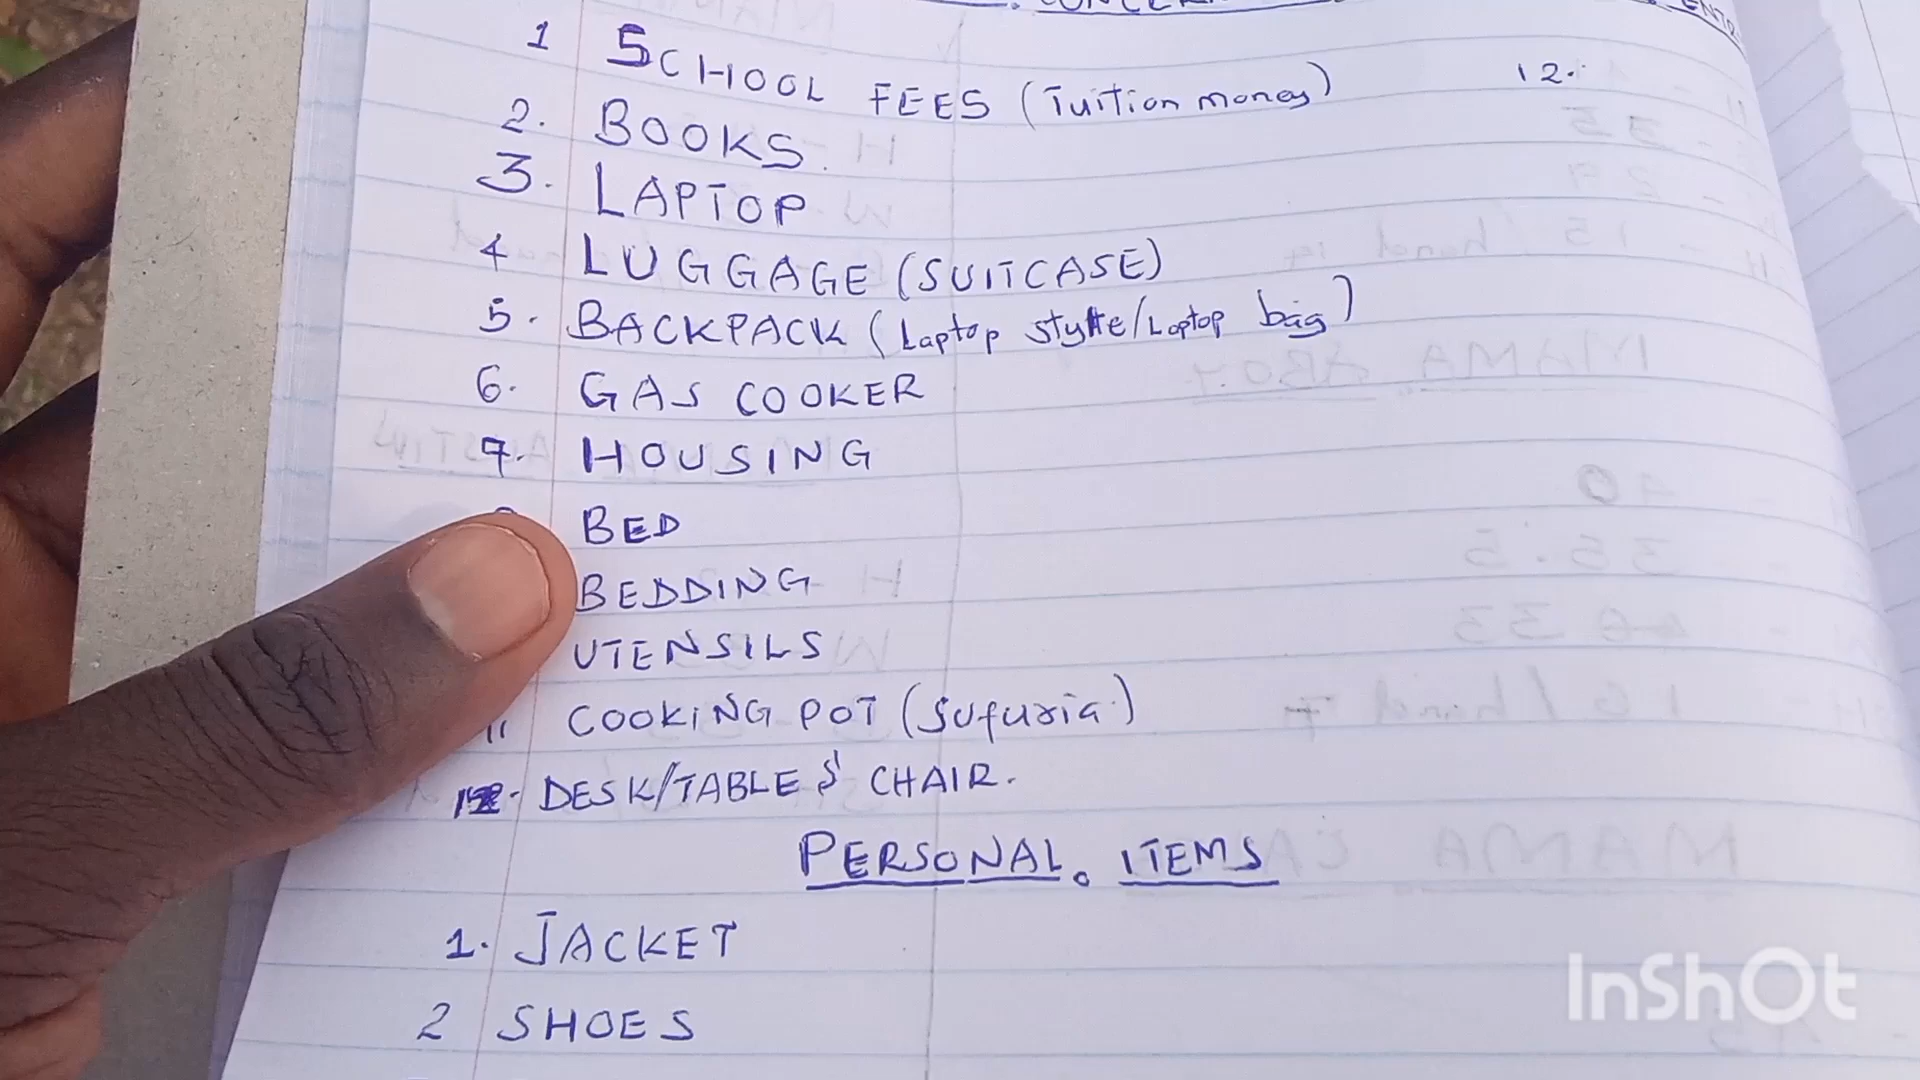 1 SCHOOL FEES (Tuition money)
12.
2. BOOKS.
3. LAPTOP
4 LUGGAGE (SUITCASE)
5. BACKPACK (Laptop style/Laptop bag)
6. GAS COOKER
7. HOUSING
BED
BEDDING
UTENSILS
11 COOKING POT (Sufuria)
12. DESK/TABLE & CHAIR.
PERSONAL. ITEMS
1. JACKET
2 SHOES
InShOt